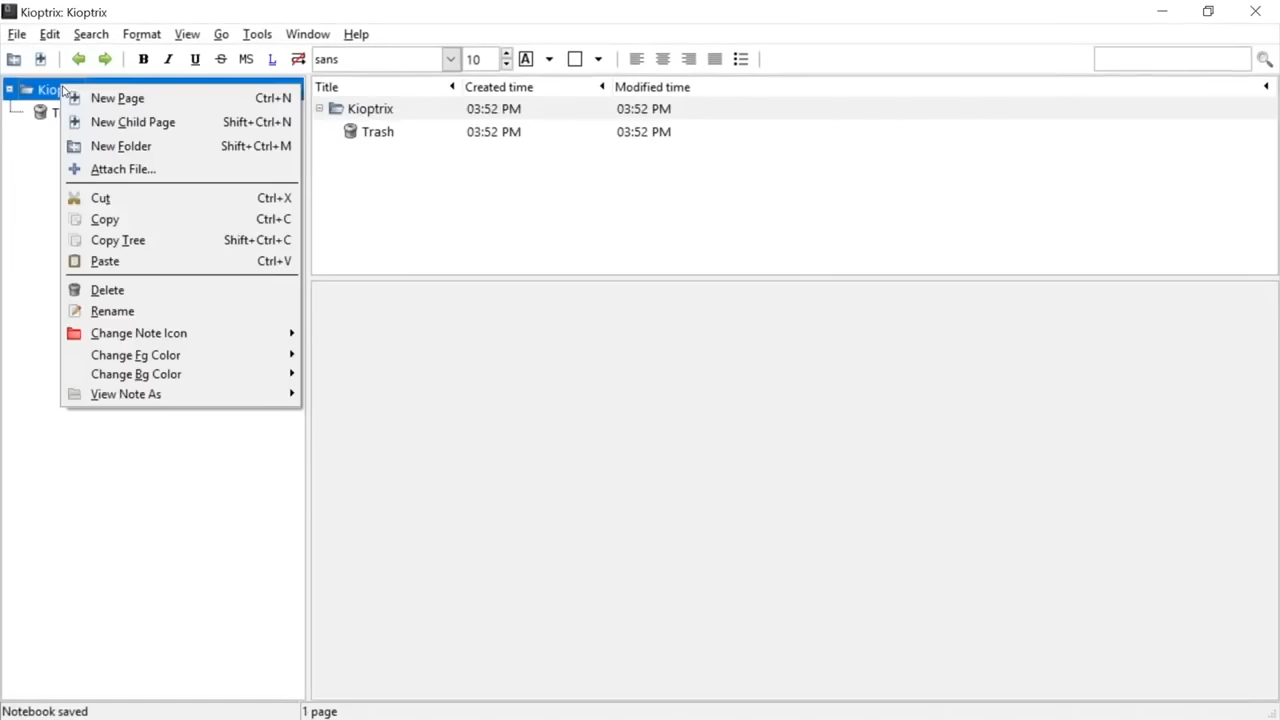 Kioptrix: Kioptrix
File Edit Search Format View Go Tools Window Help
B I U S MS L sans 10 A
Kiop
T
New Page Ctrl+N
New Child Page Shift+Ctrl+N
New Folder Shift+Ctrl+M
Attach File...
Cut Ctrl+X
Copy Ctrl+C
Copy Tree Shift+Ctrl+C
Paste Ctrl+V
Delete
Rename
Change Note Icon
Change Fg Color
Change Bg Color
View Note As
Title Created time Modified time
Kioptrix 03:52 PM 03:52 PM
Trash 03:52 PM 03:52 PM
Notebook saved 1 page